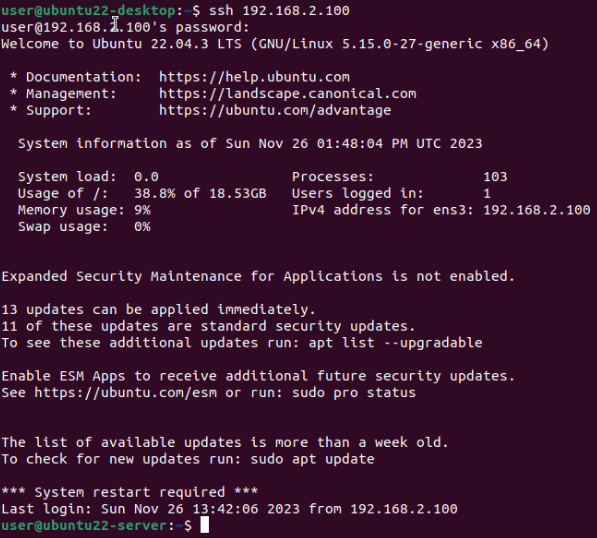 user@ubuntu22-desktop:~$ ssh 192.168.2.100
user@192.168.2.100's password:
Welcome to Ubuntu 22.04.3 LTS (GNU/Linux 5.15.0-27-generic x86_64)
* Documentation: https://help.ubuntu.com
* Management: https://landscape.canonical.com
* Support: https://ubuntu.com/advantage
System information as of Sun Nov 26 01:48:04 PM UTC 2023
System load: 0.0 Processes: 103
Usage of /: 38.8% of 18.53GB Users logged in: 1
Memory usage: 9% IPv4 address for ens3: 192.168.2.100
Swap usage: 0%
Expanded Security Maintenance for Applications is not enabled.
13 updates can be applied immediately.
11 of these updates are standard security updates.
To see these additional updates run: apt list --upgradable
Enable ESM Apps to receive additional future security updates.
See https://ubuntu.com/esm or run: sudo pro status
The list of available updates is more than a week old.
To check for new updates run: sudo apt update
*** System restart required ***
Last login: Sun Nov 26 13:42:06 2023 from 192.168.2.100
user@ubuntu22-server:~$